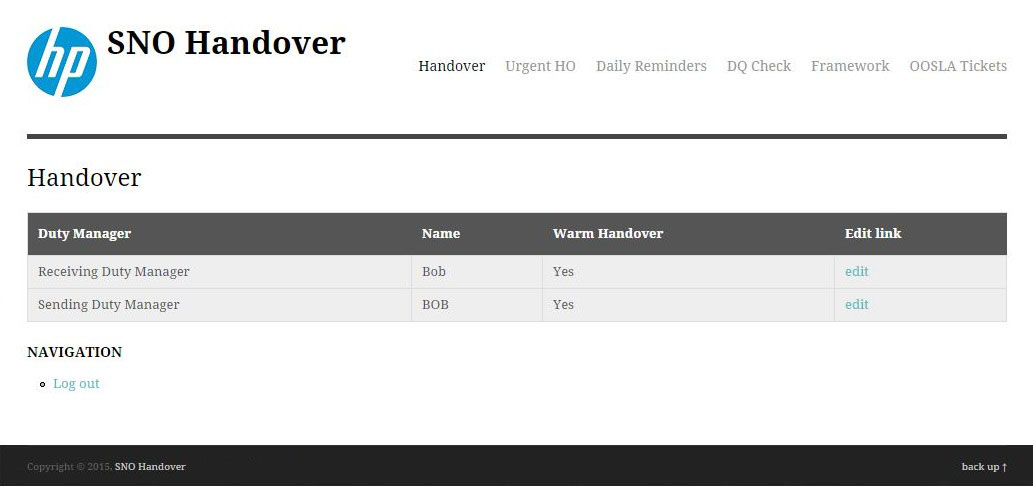 hp SNO Handover
Handover Urgent HO Daily Reminders DQ Check Framework OOSLA Tickets
Handover
Duty Manager Name Warm Handover Edit link
Receiving Duty Manager Bob Yes edit
Sending Duty Manager BOB Yes edit
NAVIGATION
Log out
Copyright © 2015, SNO Handover back up ↑